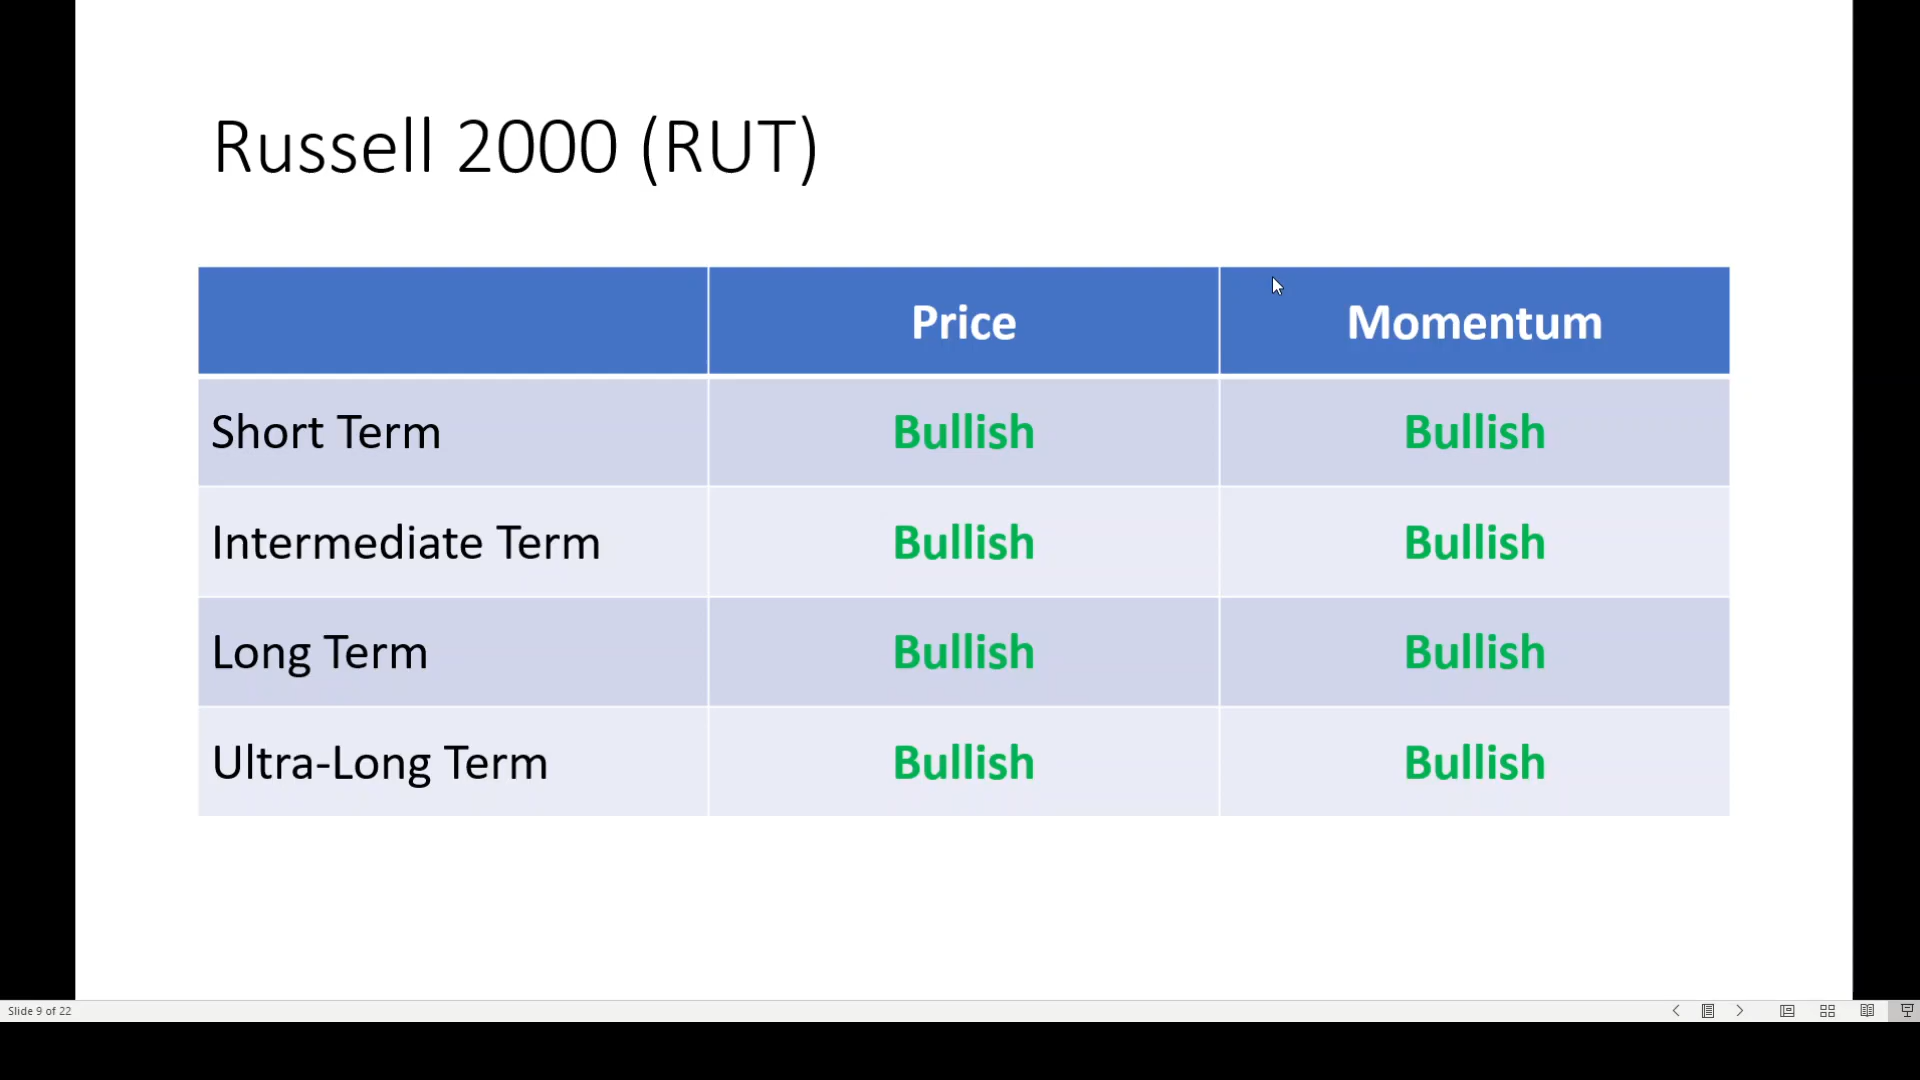 Russell 2000 (RUT)
Price Momentum
Short Term Bullish Bullish
Intermediate Term Bullish Bullish
Long Term Bullish Bullish
Ultra-Long Term Bullish Bullish
Slide 9 of 22